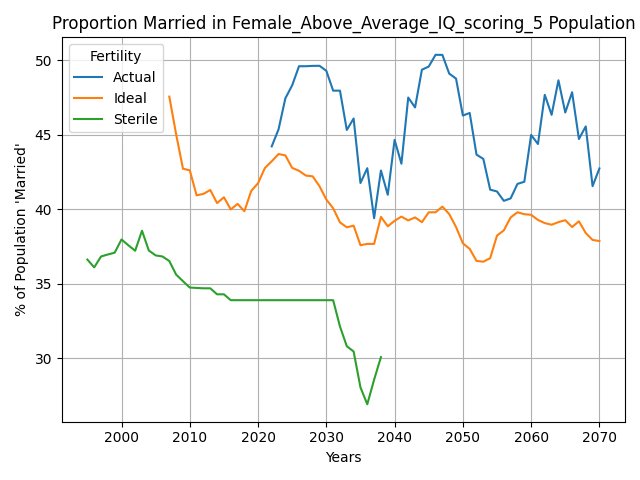 Proportion Married in Female_Above_Average_IQ_scoring_5 Population
Fertility
Actual
Ideal
Sterile
% of Population 'Married'
50
45
40
35
30
2000 2010 2020 2030 2040 2050 2060 2070
Years